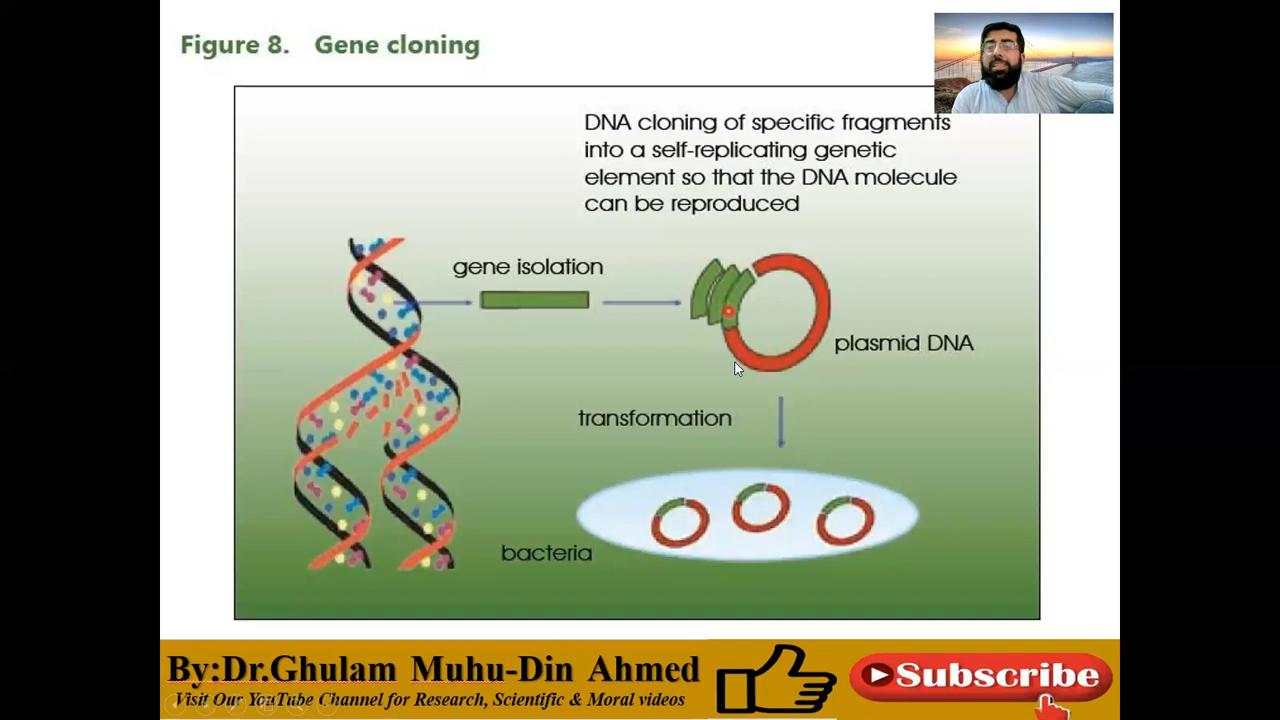 Figure 8. Gene cloning
DNA cloning of specific fragments
into a self-replicating genetic
element so that the DNA molecule
can be reproduced
gene isolation
plasmid DNA
transformation
bacteria
By:Dr.Ghulam Muhu-Din Ahmed
Visit Our YouTube Channel for Research, Scientific & Moral videos
Subscribe